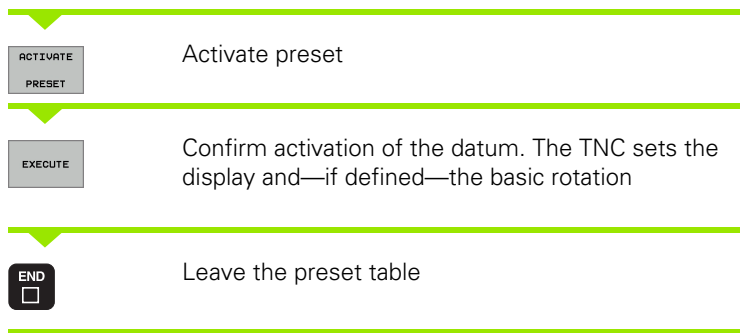 ACTIVATE
PRESET
Activate preset
EXECUTE
Confirm activation of the datum. The TNC sets the
display and—if defined—the basic rotation
END
Leave the preset table